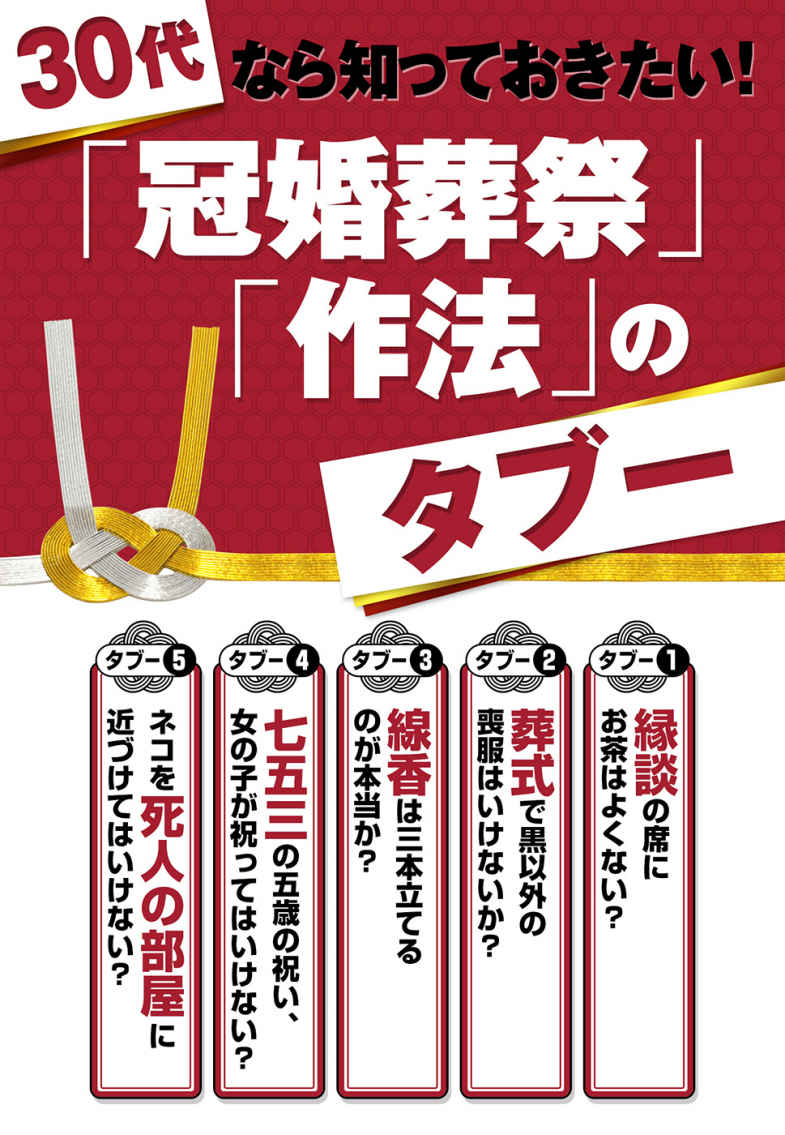 30代なら知っておきたい!
「冠婚葬祭」
「作法」の
タブー
タブー1
縁談の席に
お茶はよくない?
タブー2
葬式で黒以外の
喪服はいけないか?
タブー3
線香は三本立てる
のが本当か?
タブー4
七五三の五歳の祝い、
女の子が祝ってはいけない?
タブー5
ネコを死人の部屋に
近づけてはいけない?